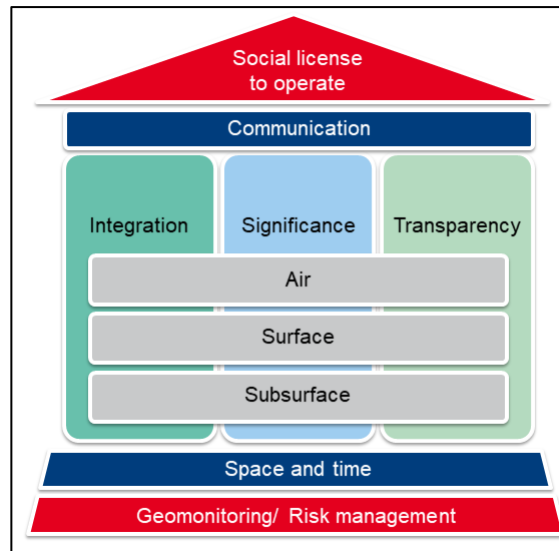 Social license
to operate
Communication
Integration
Significance
Transparency
Air
Surface
Subsurface
Space and time
Geomonitoring/ Risk management